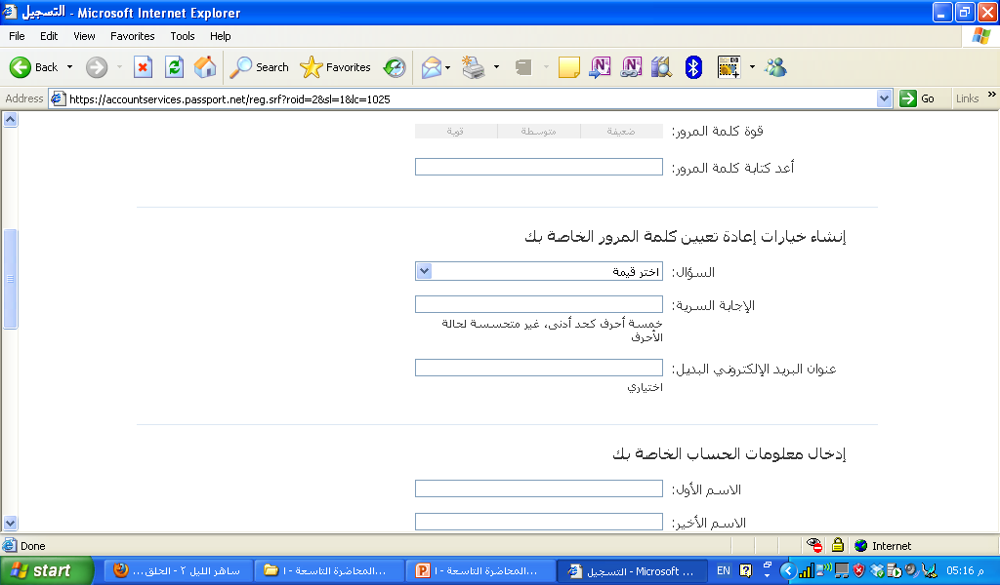 التسجيل - Microsoft Internet Explorer
File Edit View Favorites Tools Help
Back Search Favorites
Address https://accountservices.passport.net/reg.srf?roid=2&sl=1&lc=1025 Go Links »
قوة كلمة المرور: ضعيفة متوسطة قوية
أعد كتابة كلمة المرور:
إنشاء خيارات إعادة تعيين كلمة المرور الخاصة بك
السؤال: اختر قيمة
الإجابة السرية:
خمسة أحرف كحد أدنى، غير متحسسة لحالة
الأحرف
عنوان البريد الإلكتروني البديل:
اختياري
إدخال معلومات الحساب الخاصة بك
الاسم الأول:
الاسم الأخير:
Done Internet
start ساهر الليل ٢ - الحلق... المحاضرة التاسعة - ا... المحاضرة التاسعة - ا... التسجيل - Microsoft ... EN 05:16 م